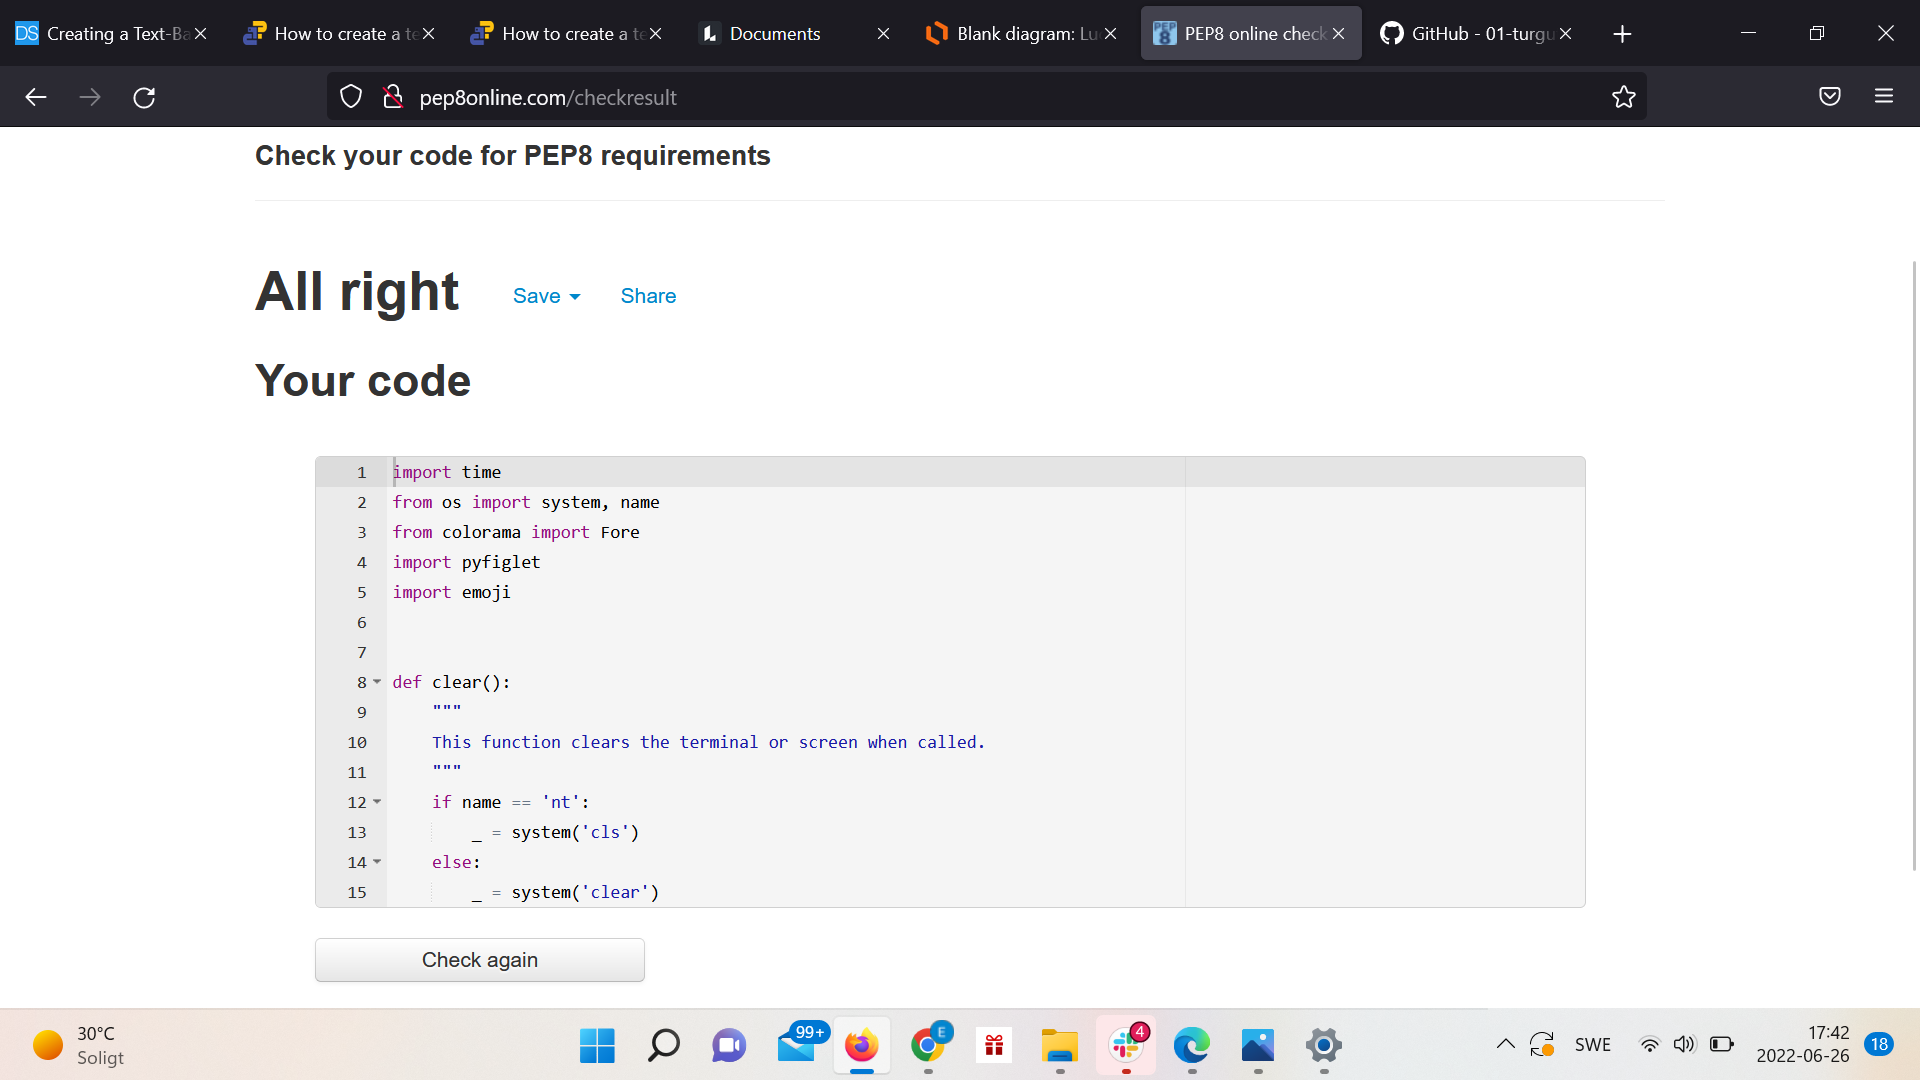 DS Creating a Text-Ba
How to create a te
How to create a te
Documents
Blank diagram: Lu
PEP8 online check
GitHub - 01-turgu
pep8online.com/checkresult
Check your code for PEP8 requirements
All right Save Share
Your code
1 import time
2 from os import system, name
3 from colorama import Fore
4 import pyfiglet
5 import emoji
6
7
8 def clear():
9 """
10 This function clears the terminal or screen when called.
11 """
12 if name == 'nt':
13 _ = system('cls')
14 else:
15 _ = system('clear')
Check again
30°C
Soligt
99+
E
4
SWE
17:42
2022-06-26
18